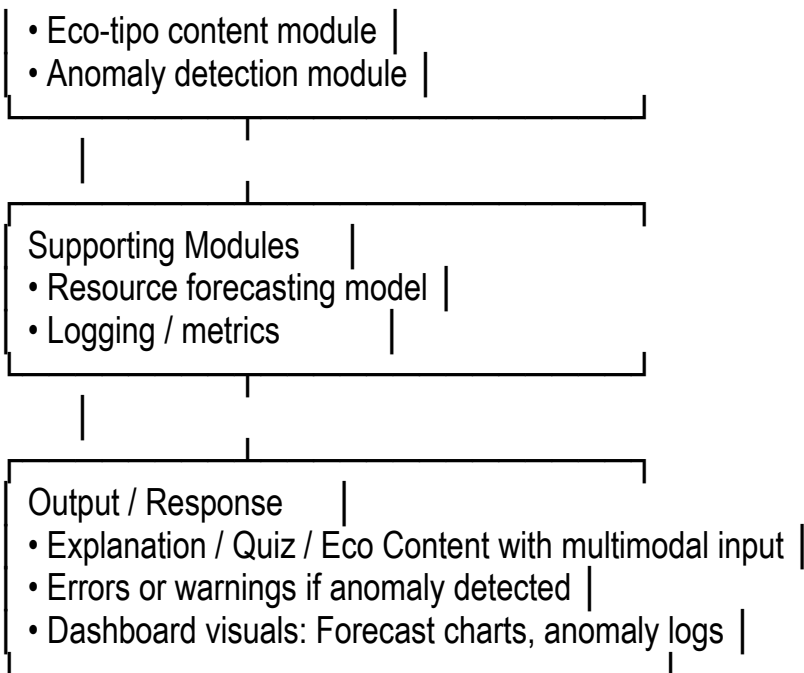 • Eco-tipo content module
• Anomaly detection module
Supporting Modules
• Resource forecasting model
• Logging / metrics
Output / Response
• Explanation / Quiz / Eco Content with multimodal input
• Errors or warnings if anomaly detected
• Dashboard visuals: Forecast charts, anomaly logs